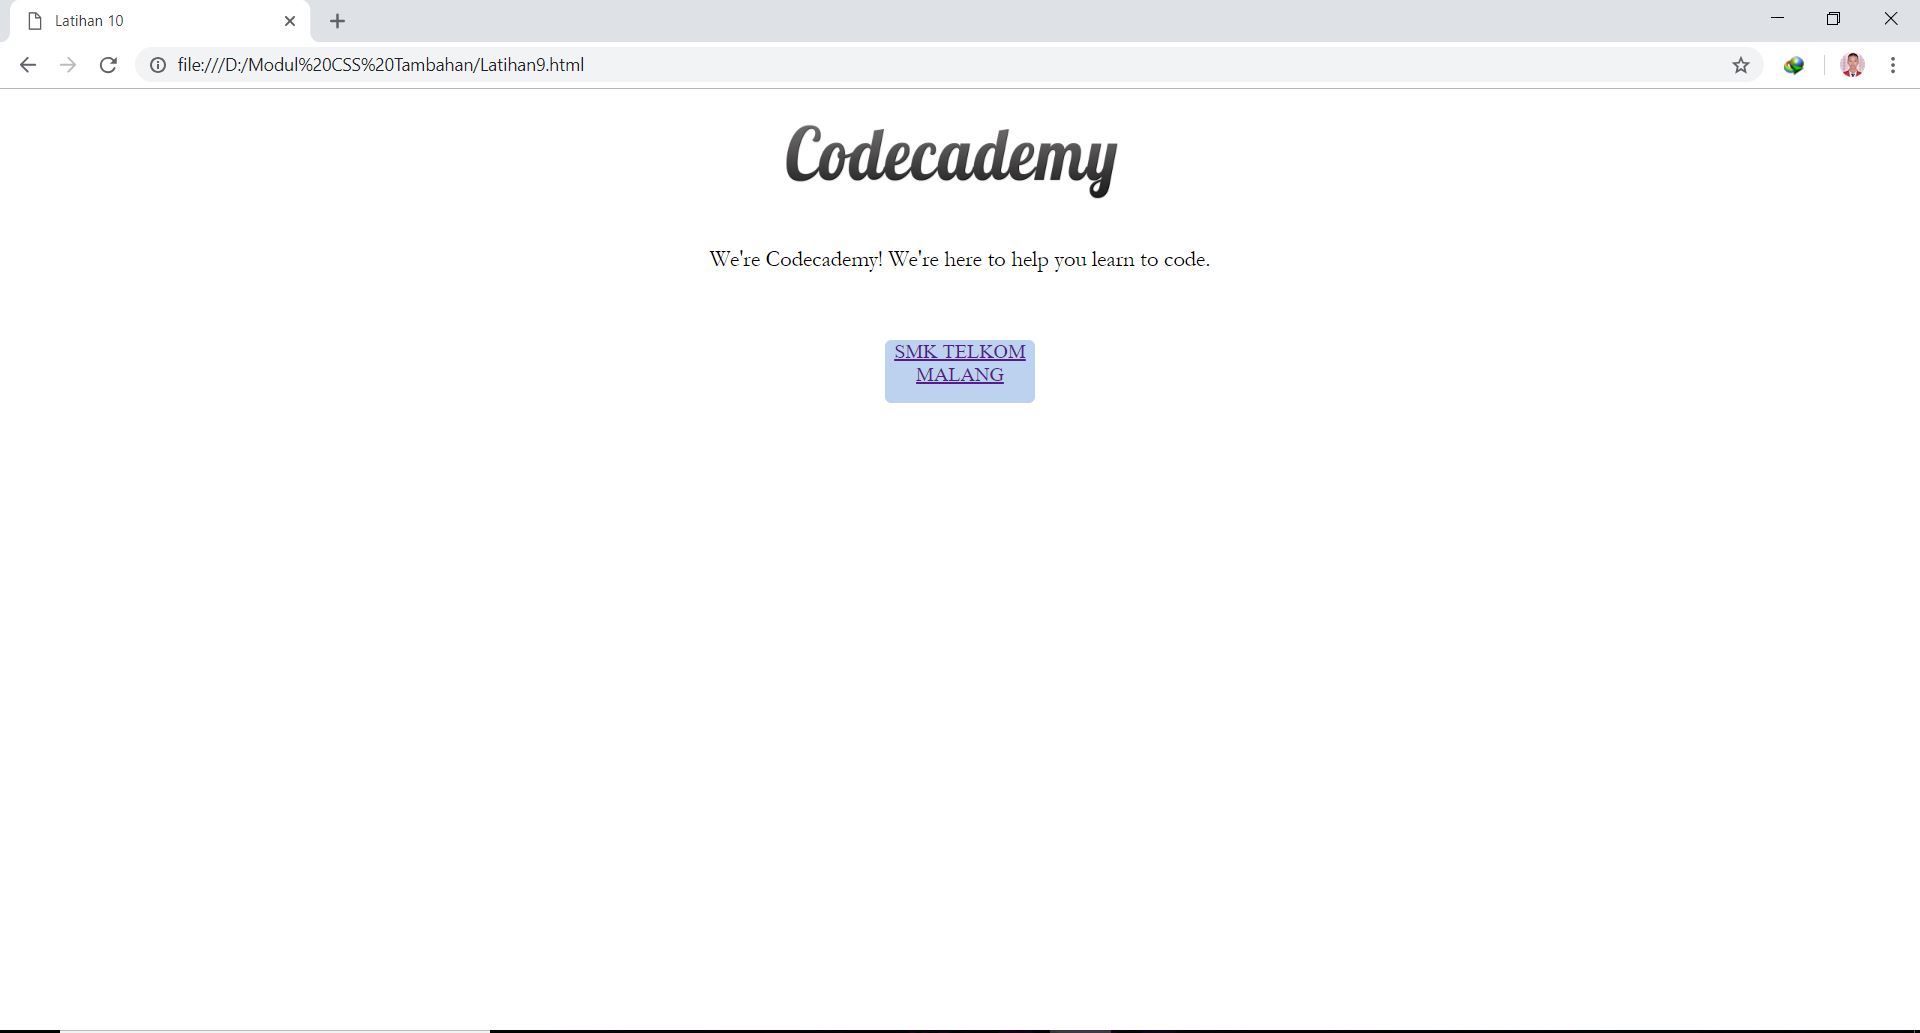 Latihan 10
file:///D:/Modul%20CSS%20Tambahan/Latihan9.html
Codecademy
We're Codecademy! We're here to help you learn to code.
SMK TELKOM
MALANG